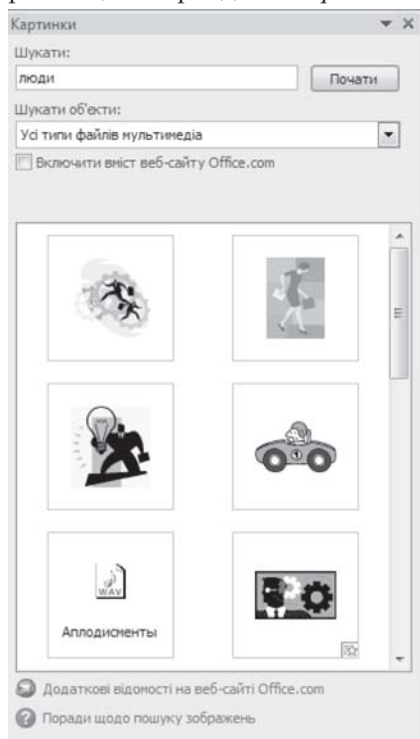 Картинки
Шукати:
люди
Почати
Шукати об'єкти:
Усі типи файлів мультимедіа
Включити вміст веб-сайту Office.com
1
WAV
Аплодисменты
Додаткові відомості на веб-сайті Office.com
Поради щодо пошуку зображень